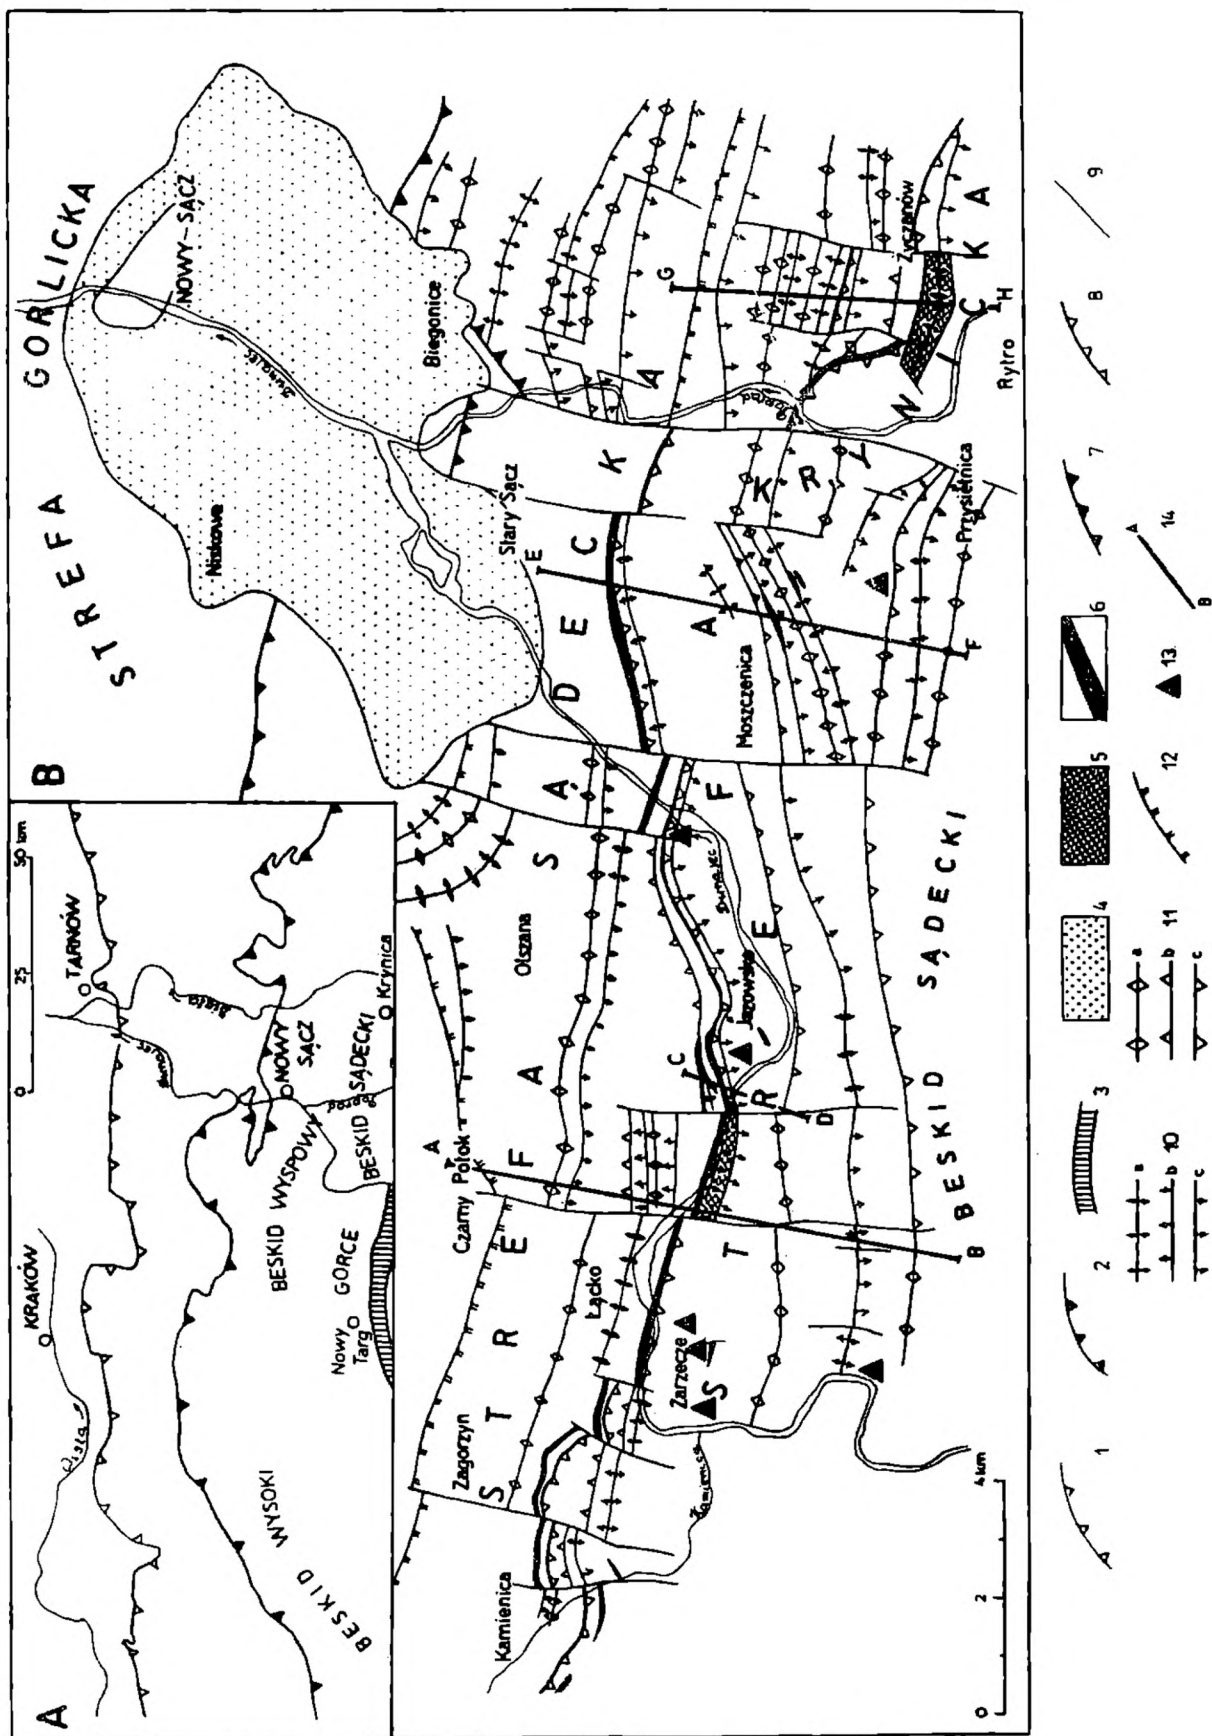 A
KRAKÓW
Wisła
TARNÓW
0 25 50 km
Dunajec
Biała
NOWY
SĄCZ
BESKID WYSPOWY
BESKID SĄDECKI
Poprad
Krynica
GORCE
Nowy
Targ
BESKID WYSOKI
B
STREFA GORLICKA
NOWY-SĄCZ
Dunajec
Niskowa
Biegonice
Stary Sącz
STREFA SĄDECKA
Kamienica
Zagorzyn
Czarny Potok
Olszana
Łącko
Zarzecze
Jazowsko
Dunajec
Moszczenica
Kamienica
Poprad
Życzanów
Rytro
Przysietnica
STREFA KRYNICKA
BESKID SĄDECKI
A
B
C
D
E
F
G
H
0 2 4 km
1
2
3
4
5
6
7
8
9
a
b 10
c
a
b 11
c
12
13
A
14
B